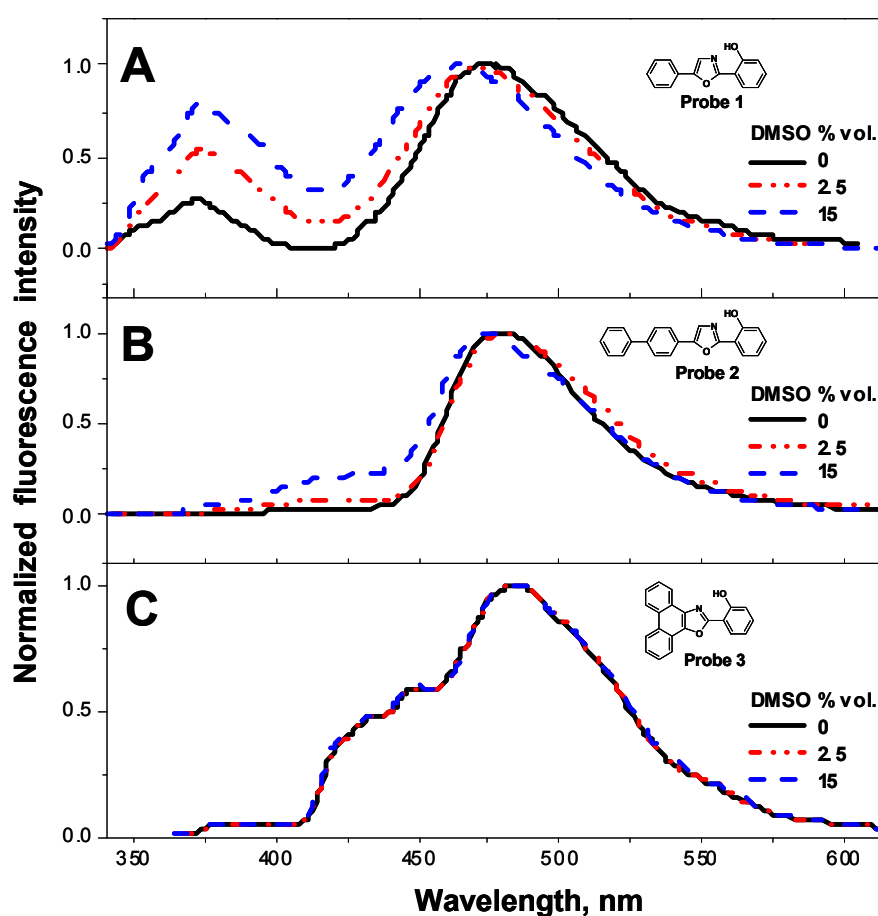 Normalized fluorescence intensity
A
HO
N
O
Probe 1
DMSO % vol.
0
2.5
15
1.0
0.5
0.0
B
HO
N
O
Probe 2
DMSO % vol.
0
2.5
15
1.0
0.5
0.0
C
HO
N
O
Probe 3
DMSO % vol.
0
2.5
15
1.0
0.5
0.0
350 400 450 500 550 600
Wavelength, nm